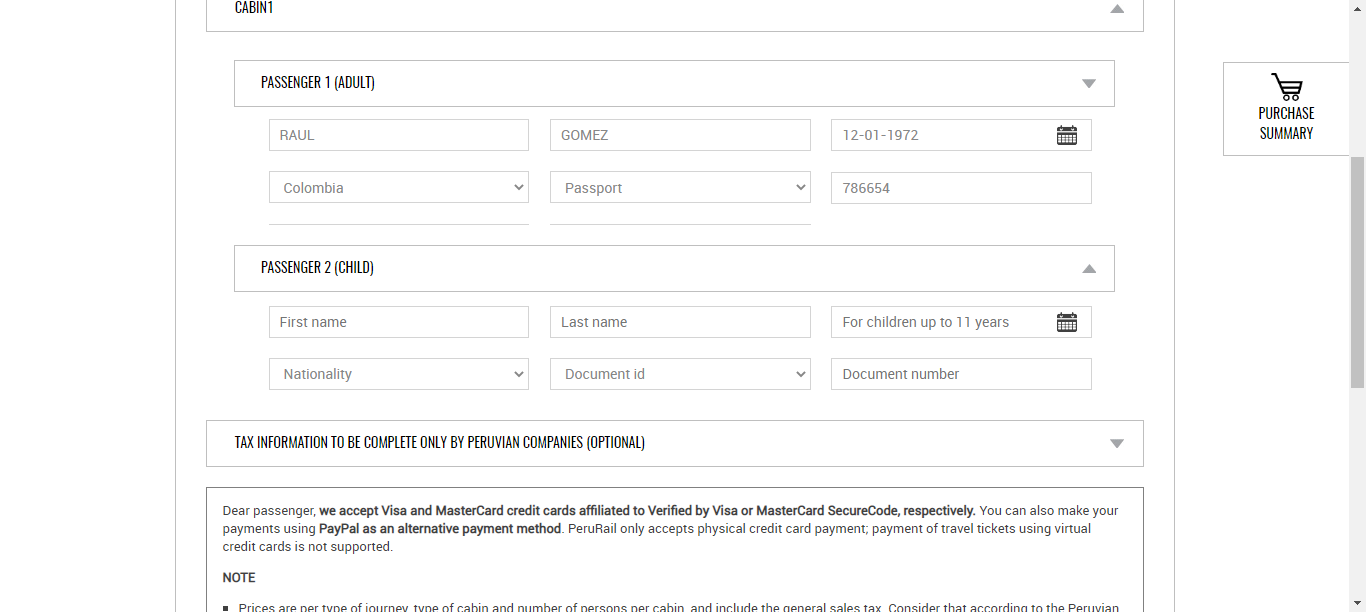 CABIN1
PASSENGER 1 (ADULT)
RAUL
GOMEZ
12-01-1972
Colombia
Passport
786654
PASSENGER 2 (CHILD)
First name
Last name
For children up to 11 years
Nationality
Document id
Document number
TAX INFORMATION TO BE COMPLETE ONLY BY PERUVIAN COMPANIES (OPTIONAL)
Dear passenger, we accept Visa and MasterCard credit cards affiliated to Verified by Visa or MasterCard SecureCode, respectively. You can also make your
payments using PayPal as an alternative payment method. PeruRail only accepts physical credit card payment; payment of travel tickets using virtual
credit cards is not supported.
NOTE
Prices are per type of journey, type of cabin and number of persons per cabin, and include the general sales tax. Consider that according to the Peruvian
PURCHASE
SUMMARY